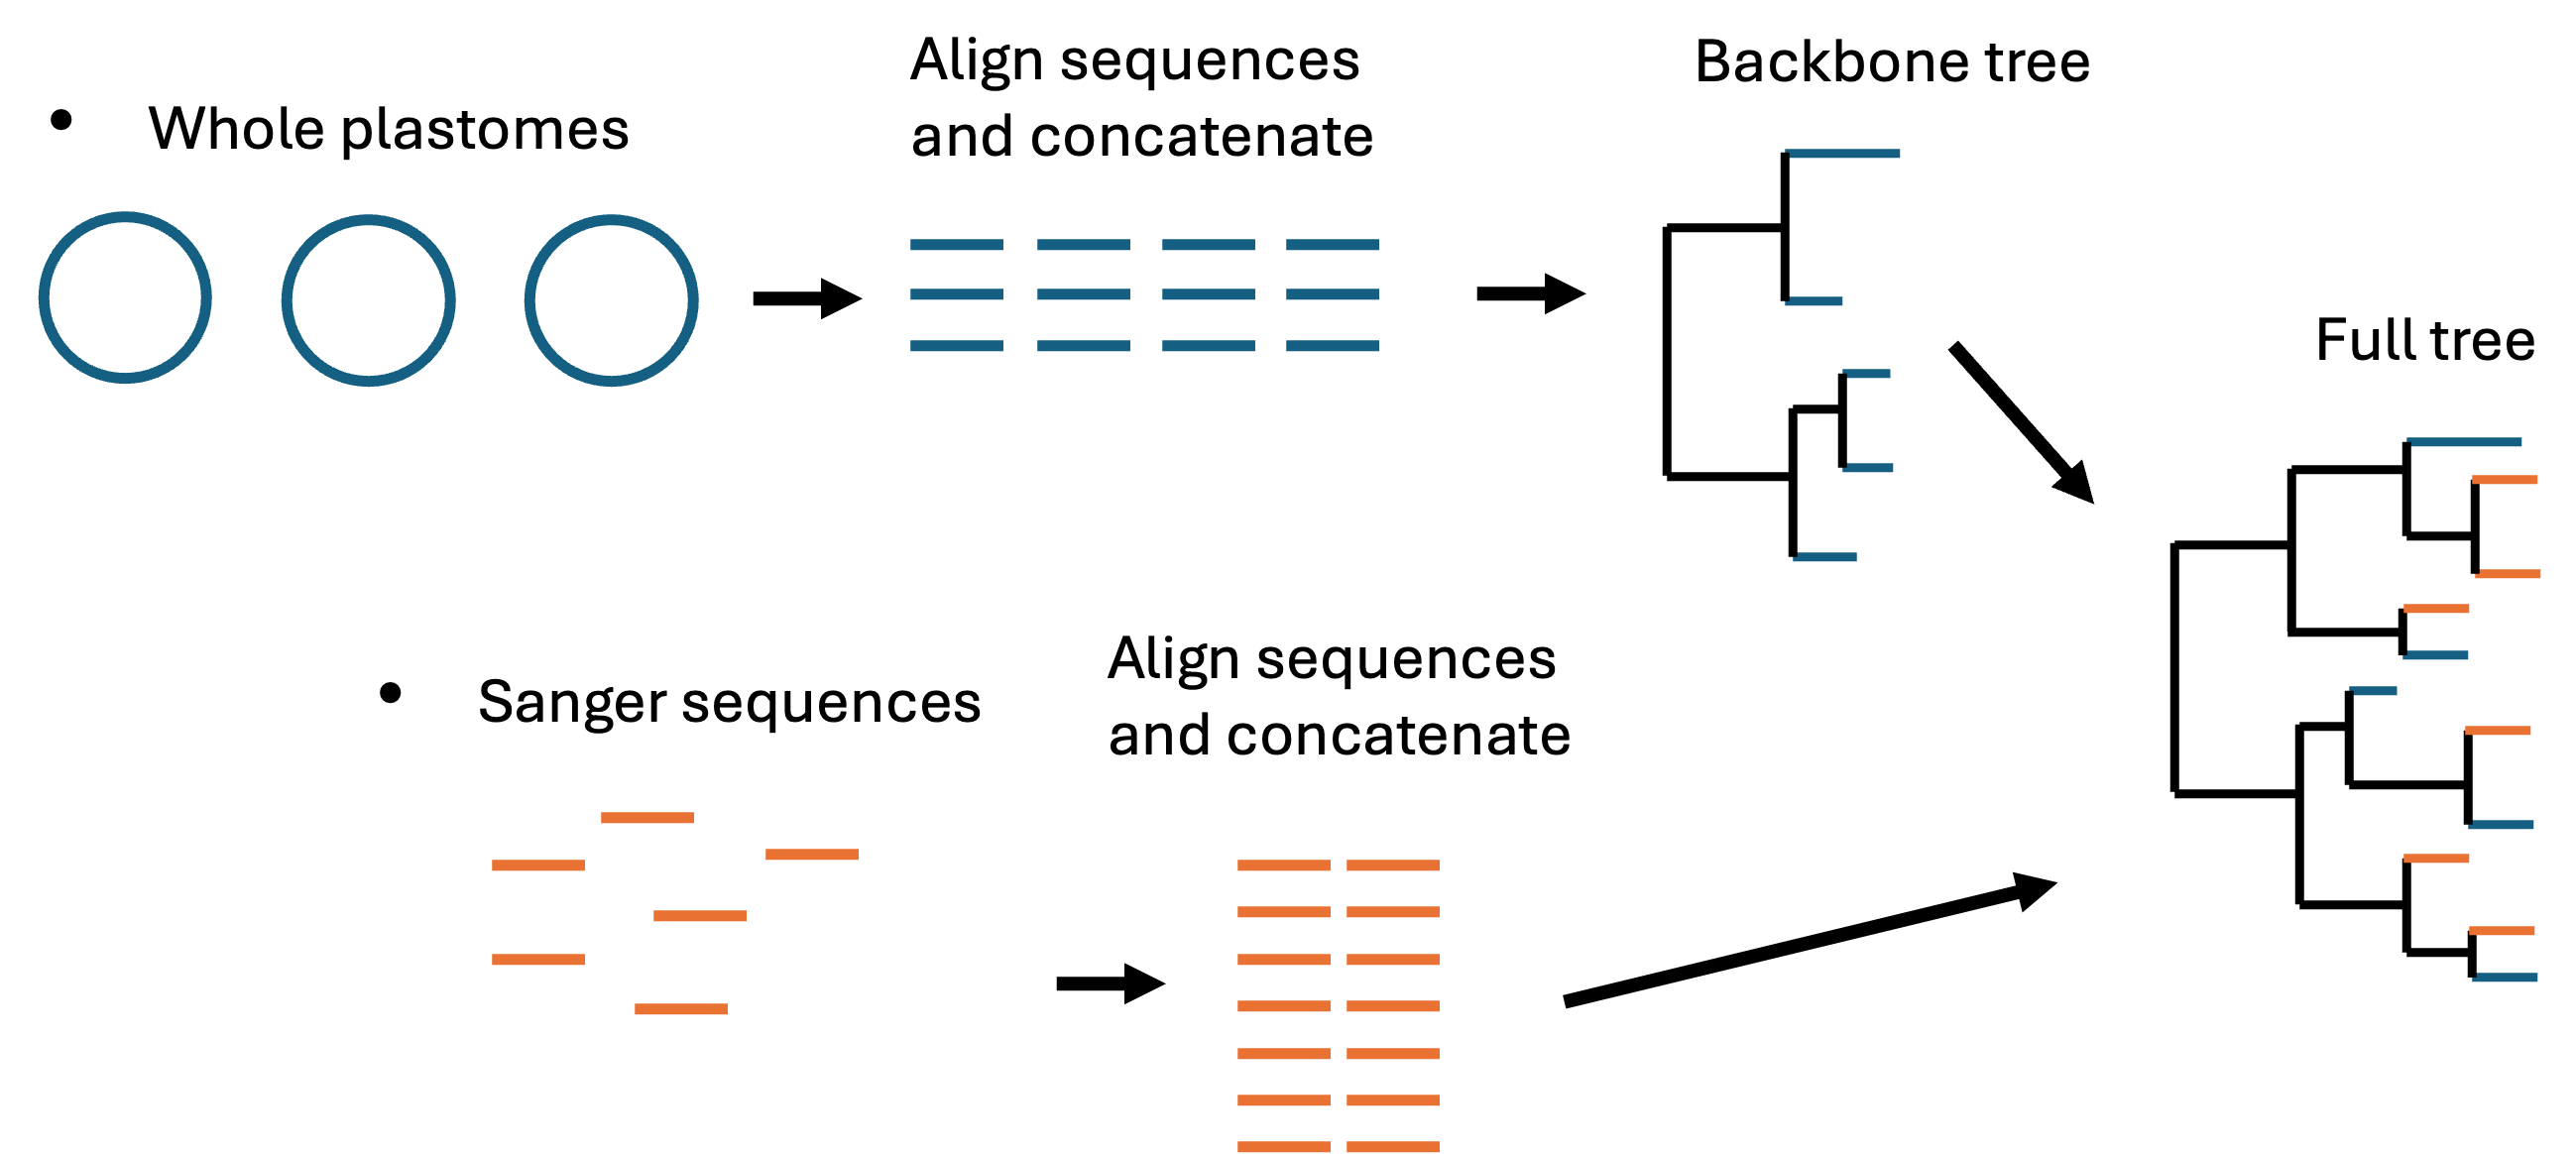 • Whole plastomes
Align sequences
and concatenate
Backbone tree
Full tree
• Sanger sequences
Align sequences
and concatenate